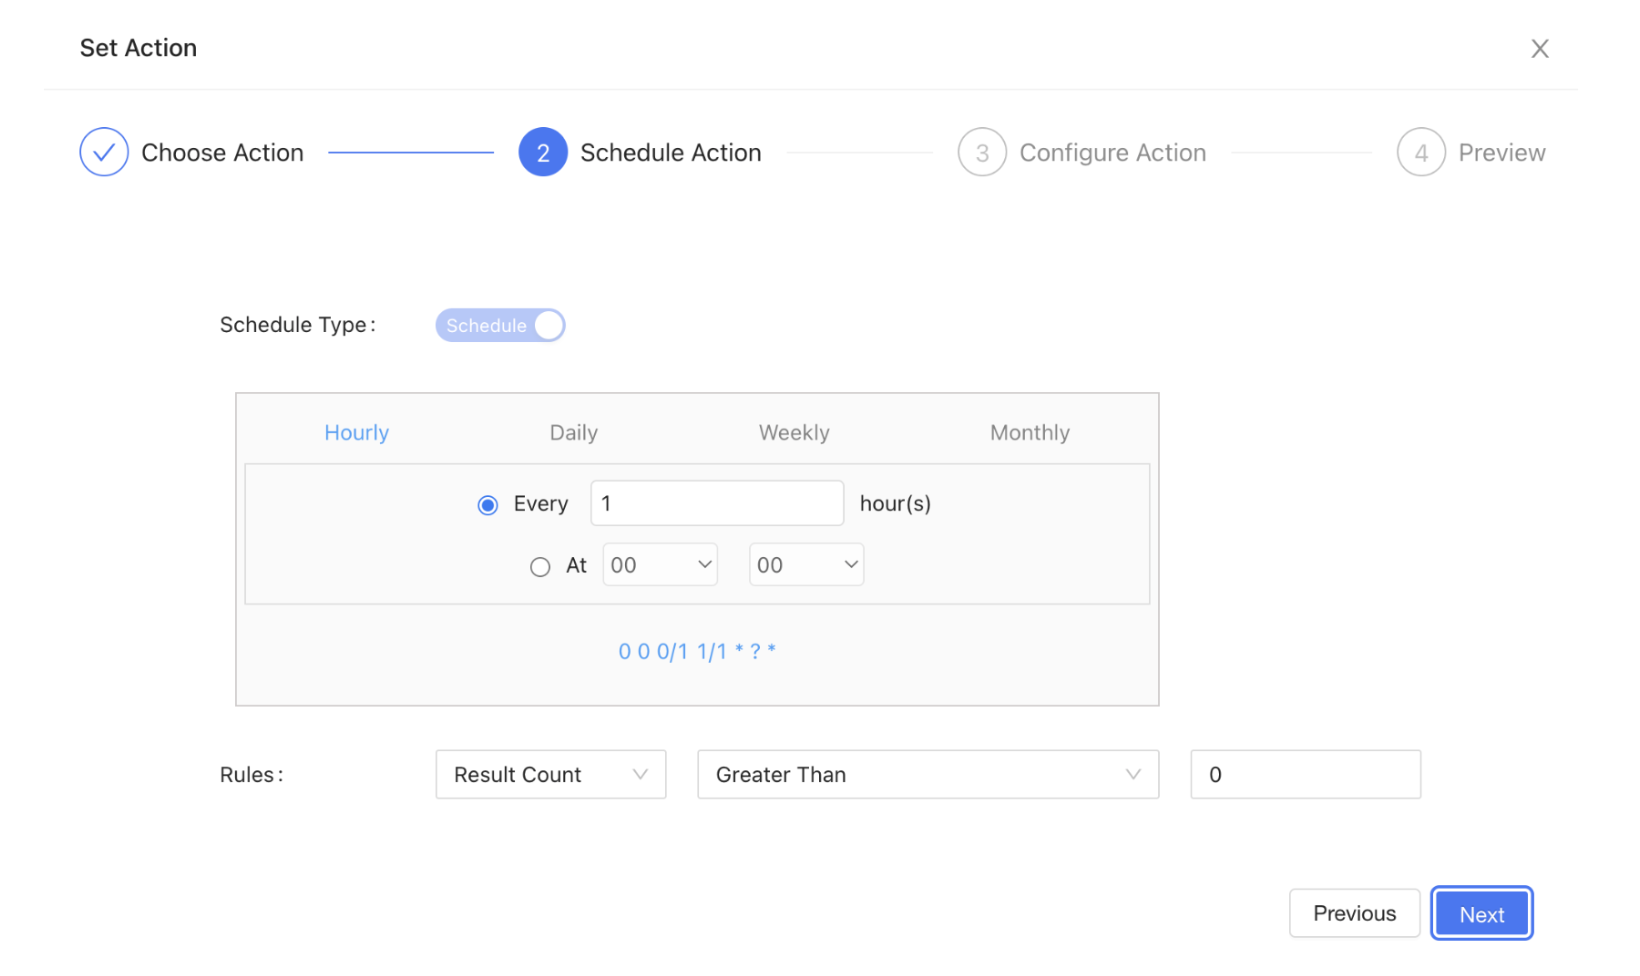 Set Action
Choose Action 2 Schedule Action 3 Configure Action 4 Preview
Schedule Type: Schedule
Hourly Daily Weekly Monthly
Every 1 hour(s)
At 00 00
0 0 0/1 1/1 * ? *
Rules: Result Count Greater Than 0
Previous Next